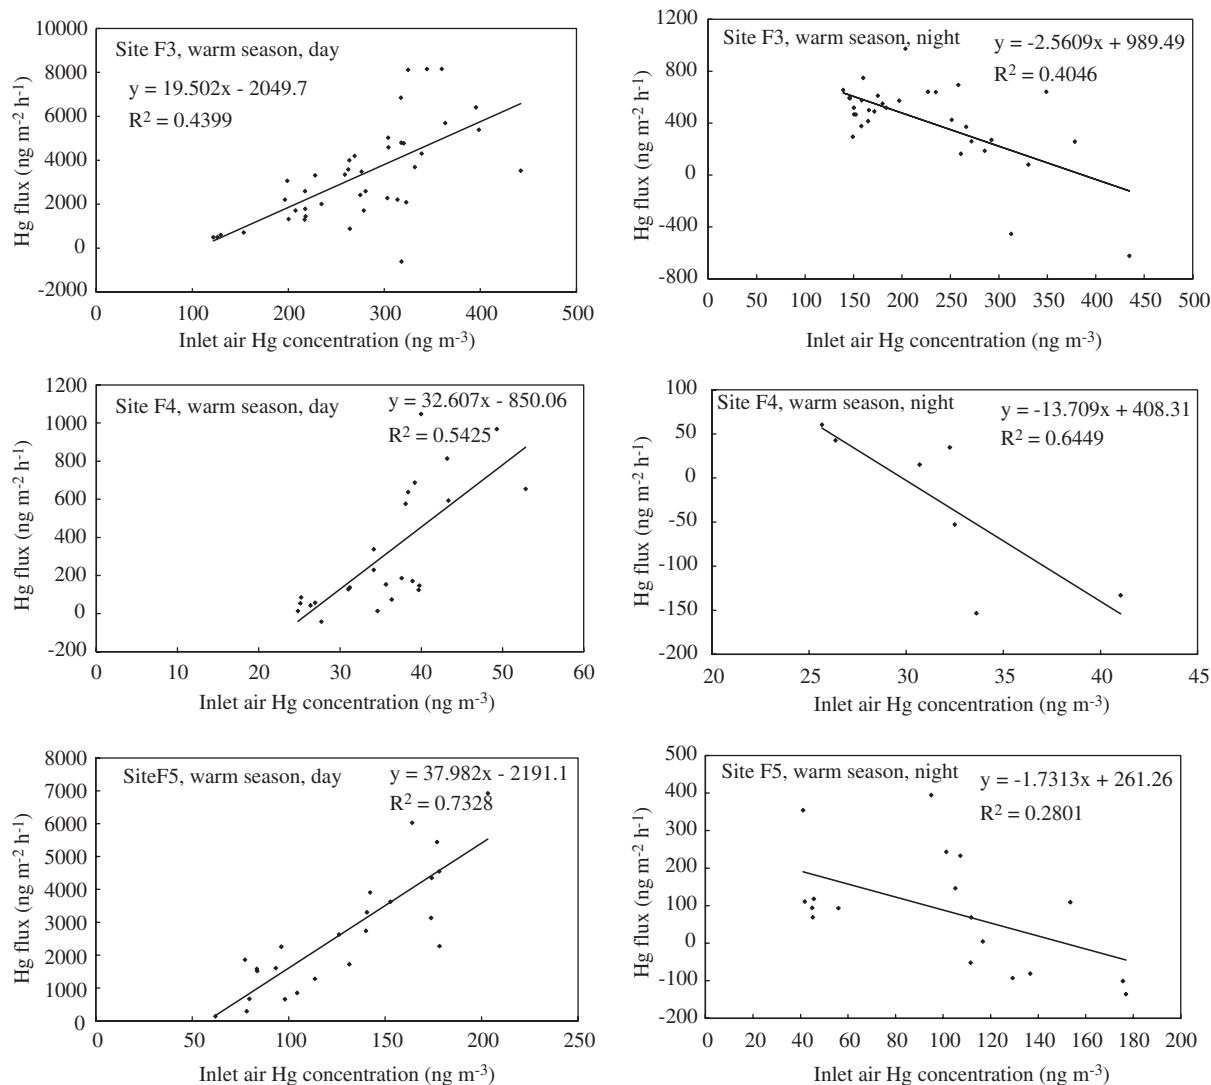 Site F3, warm season, day
y = 19.502x - 2049.7
R² = 0.4399
10000
8000
6000
4000
2000
0
-2000
0 100 200 300 400 500
Hg flux (ng m⁻² h⁻¹)
Inlet air Hg concentration (ng m⁻³)
Site F3, warm season, night
y = -2.5609x + 989.49
R² = 0.4046
1200
800
400
0
-400
-800
0 50 100 150 200 250 300 350 400 450 500
Hg flux (ng m⁻² h⁻¹)
Inlet air Hg concentration (ng m⁻³)
Site F4, warm season, day
y = 32.607x - 850.06
R² = 0.5425
1200
1000
800
600
400
200
0
-200
0 10 20 30 40 50 60
Hg flux (ng m⁻² h⁻¹)
Inlet air Hg concentration (ng m⁻³)
Site F4, warm season, night
y = -13.709x + 408.31
R² = 0.6449
100
50
0
-50
-100
-150
-200
20 25 30 35 40 45
Hg flux (ng m⁻² h⁻¹)
Inlet air Hg concentration (ng m⁻³)
SiteF5, warm season, day
y = 37.982x - 2191.1
R² = 0.7328
8000
7000
6000
5000
4000
3000
2000
1000
0
0 50 100 150 200 250
Hg flux (ng m⁻² h⁻¹)
Inlet air Hg concentration (ng m⁻³)
Site F5, warm season, night
y = -1.7313x + 261.26
R² = 0.2801
500
400
300
200
100
0
-100
-200
0 20 40 60 80 100 120 140 160 180 200
Hg flux (ng m⁻² h⁻¹)
Inlet air Hg concentration (ng m⁻³)